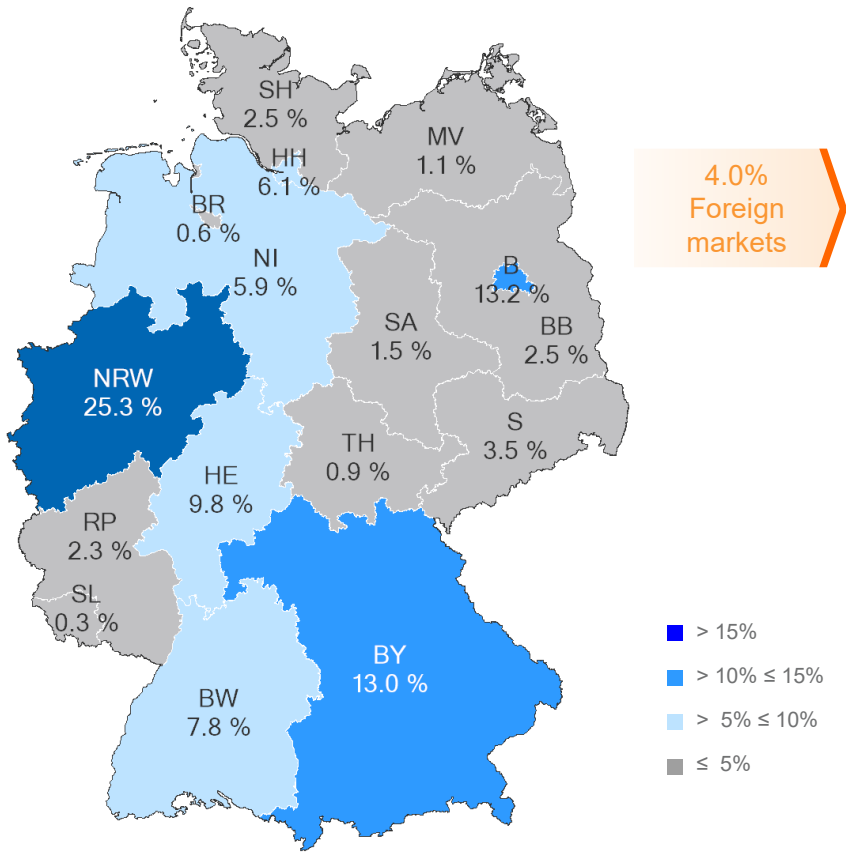 SH
2.5 %
MV
1.1 %
HH
6.1 %
4.0%
Foreign
markets
BR
0.6 %
NI
5.9 %
B
13.2 %
SA
1.5 %
BB
2.5 %
NRW
25.3 %
S
3.5 %
TH
0.9 %
HE
9.8 %
RP
2.3 %
SL
0.3 %
BY
13.0 %
BW
7.8 %
> 15%
> 10% ≤ 15%
> 5% ≤ 10%
≤ 5%